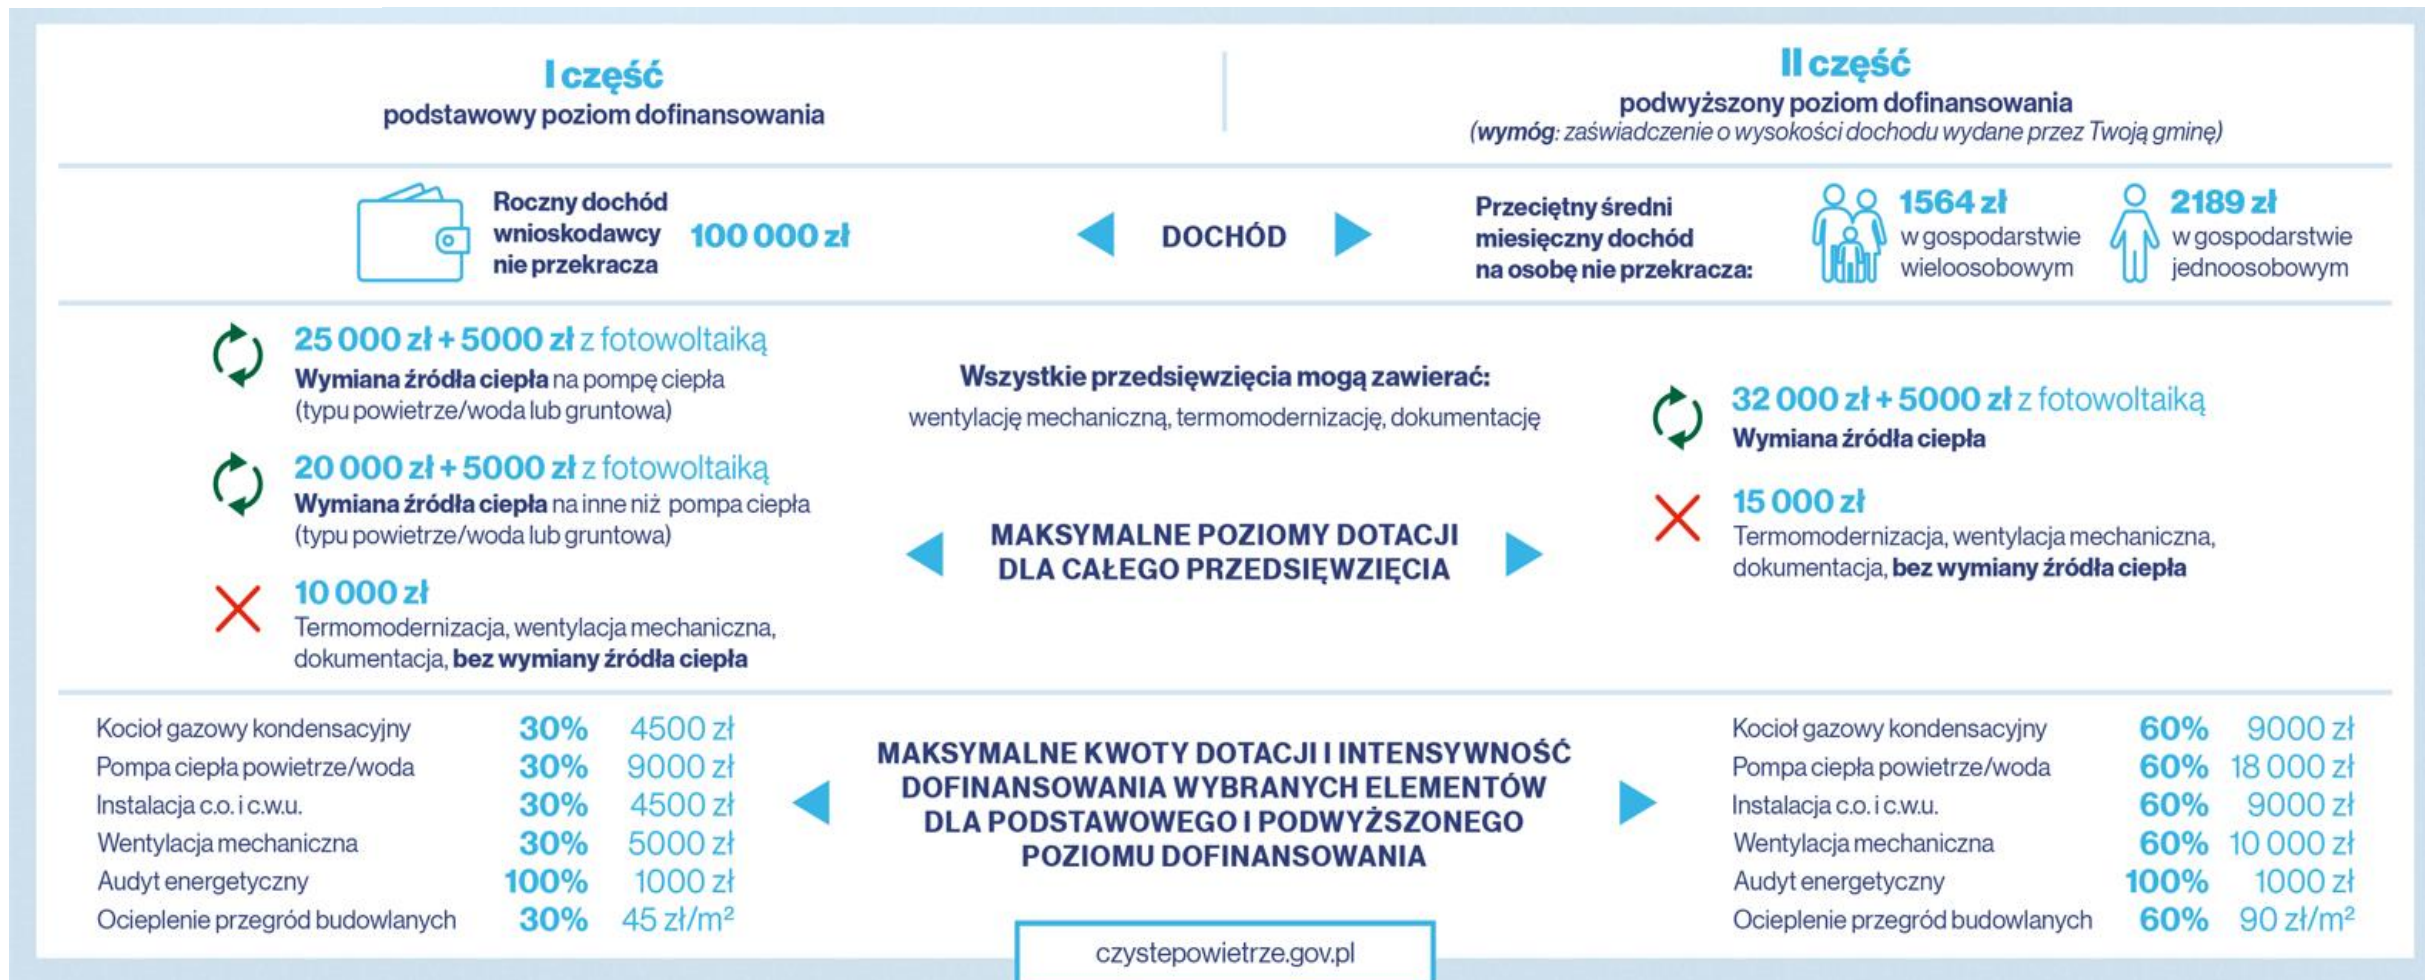 I część
podstawowy poziom dofinansowania
II część
podwyższony poziom dofinansowania
(wymóg: zaświadczenie o wysokości dochodu wydane przez Twoją gminę)
Roczny dochód
wnioskodawcy
nie przekracza
100 000 zł
DOCHÓD
Przeciętny średni
miesięczny dochód
na osobę nie przekracza:
1564 zł
w gospodarstwie
wieloosobowym
2189 zł
w gospodarstwie
jednoosobowym
25 000 zł + 5000 zł z fotowoltaiką
Wymiana źródła ciepła na pompę ciepła
(typu powietrze/woda lub gruntowa)
20 000 zł + 5000 zł z fotowoltaiką
Wymiana źródła ciepła na inne niż pompa ciepła
(typu powietrze/woda lub gruntowa)
10 000 zł
Termomodernizacja, wentylacja mechaniczna,
dokumentacja, bez wymiany źródła ciepła
Wszystkie przedsięwzięcia mogą zawierać:
wentylację mechaniczną, termomodernizację, dokumentację
MAKSYMALNE POZIOMY DOTACJI
DLA CAŁEGO PRZEDSIĘWZIĘCIA
32 000 zł + 5000 zł z fotowoltaiką
Wymiana źródła ciepła
15 000 zł
Termomodernizacja, wentylacja mechaniczna,
dokumentacja, bez wymiany źródła ciepła
Kocioł gazowy kondensacyjny 30% 4500 zł
Pompa ciepła powietrze/woda 30% 9000 zł
Instalacja c.o. i c.w.u. 30% 4500 zł
Wentylacja mechaniczna 30% 5000 zł
Audyt energetyczny 100% 1000 zł
Ocieplenie przegród budowlanych 30% 45 zł/m²
MAKSYMALNE KWOTY DOTACJI I INTENSYWNOŚĆ
DOFINANSOWANIA WYBRANYCH ELEMENTÓW
DLA PODSTAWOWEGO I PODWYŻSZONEGO
POZIOMU DOFINANSOWANIA
Kocioł gazowy kondensacyjny 60% 9000 zł
Pompa ciepła powietrze/woda 60% 18 000 zł
Instalacja c.o. i c.w.u. 60% 9000 zł
Wentylacja mechaniczna 60% 10 000 zł
Audyt energetyczny 100% 1000 zł
Ocieplenie przegród budowlanych 60% 90 zł/m²
czystepowietrze.gov.pl